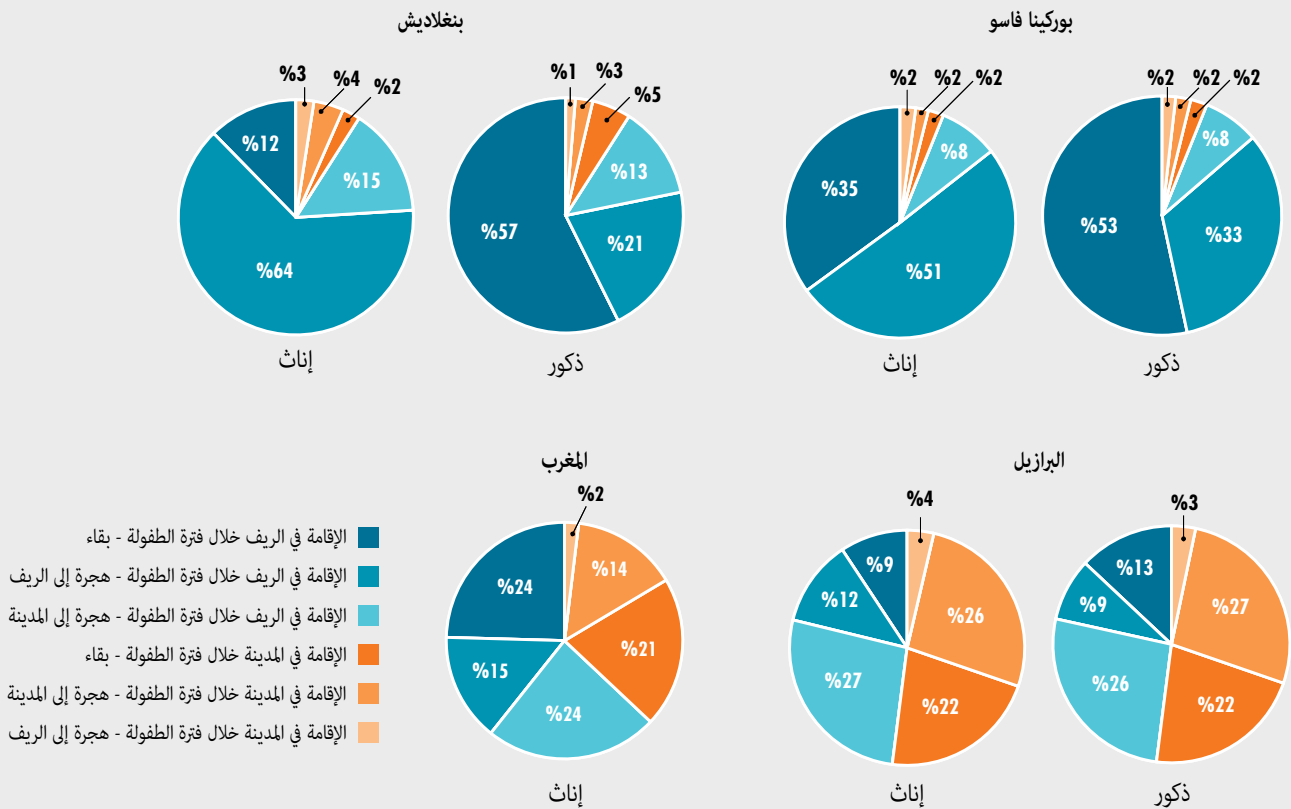 بوركينا فاسو
%2
%2
%2
%8
%33
%53
ذكور
%2
%2
%2
%8
%51
%35
إناث
بنغلاديش
%1
%3
%5
%13
%21
%57
ذكور
%3
%4
%2
%15
%64
%12
إناث
البرازيل
%3
%27
%22
%26
%9
%13
ذكور
%4
%26
%22
%27
%12
%9
إناث
المغرب
%2
%14
%21
%24
%15
%24
إناث
الإقامة في الريف خلال فترة الطفولة - بقاء
الإقامة في الريف خلال فترة الطفولة - هجرة إلى الريف
الإقامة في الريف خلال فترة الطفولة - هجرة إلى المدينة
الإقامة في المدينة خلال فترة الطفولة - بقاء
الإقامة في المدينة خلال فترة الطفولة - هجرة إلى المدينة
الإقامة في المدينة خلال فترة الطفولة - هجرة إلى الريف